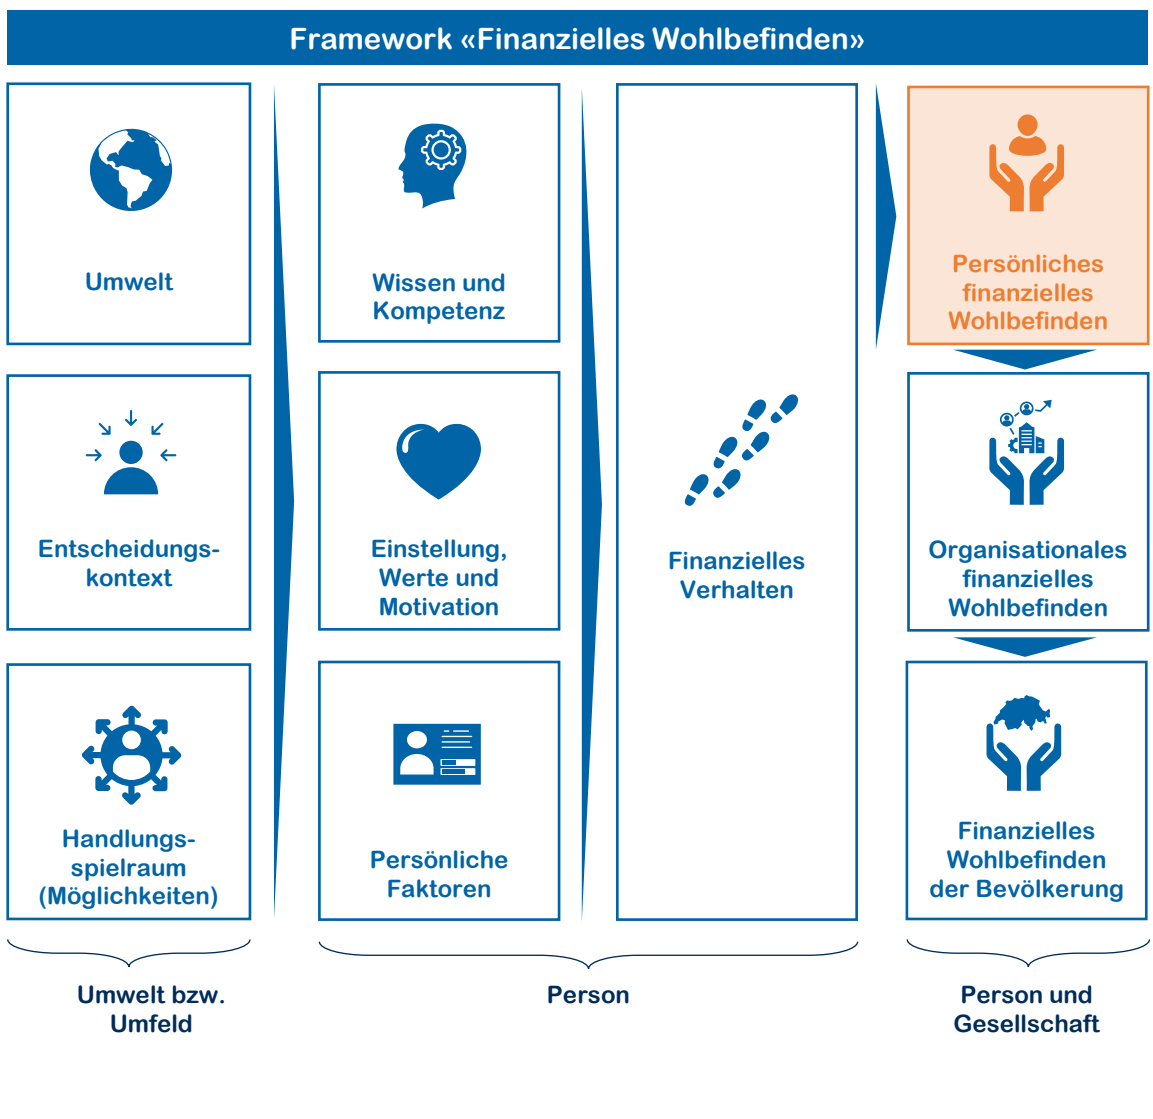 Framework «Finanzielles Wohlbefinden»
Umwelt
Entscheidungs-
kontext
Handlungs-
spielraum
(Möglichkeiten)
Umwelt bzw.
Umfeld
Wissen und
Kompetenz
Einstellung,
Werte und
Motivation
Persönliche
Faktoren
Finanzielles
Verhalten
Person
Persönliches
finanzielles
Wohlbefinden
Organisationales
finanzielles
Wohlbefinden
Finanzielles
Wohlbefinden
der Bevölkerung
Person und
Gesellschaft